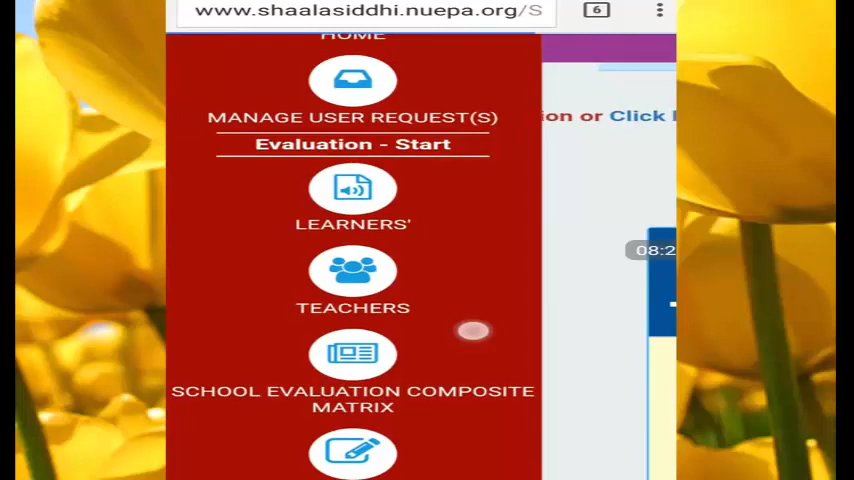 www.shaalasiddhi.nuepa.org/S
6
HOME
MANAGE USER REQUEST(S)
ion or Click
Evaluation - Start
LEARNERS'
08:2
TEACHERS
SCHOOL EVALUATION COMPOSITE
MATRIX